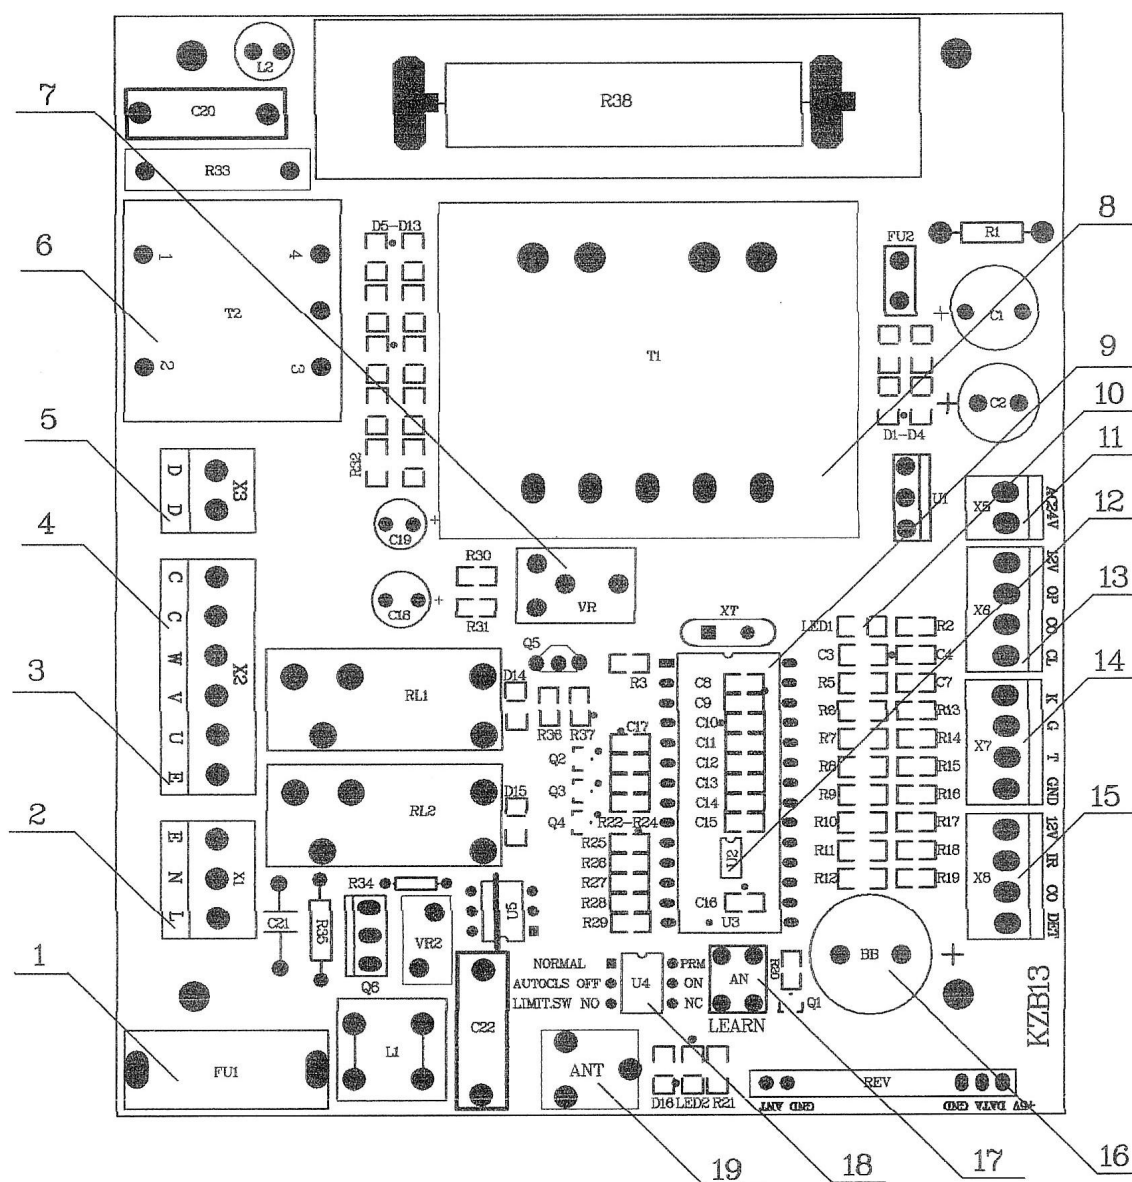 L2
7
C20
R38
R33
8
D5-D13
FU2
R1
6
1
4
T2
C1
T1
9
2
3
C2
10
5
D1-D4
R32
11
D
D
X3
U1
X5
AC24V
12
4
C19
R30
12V
OP
CO
CL
X6
13
C
C
W
V
U
E
X2
C18
R31
VR
XT
LED1
R2
Q5
C3
C4
14
3
RL1
D14
R3
C8
R5
C7
K
G
T
GND
X7
C9
R6
R13
R36
R37
C17
C10
R7
R14
C11
Q2
C12
R8
R15
RL2
D15
Q3
C13
R9
R16
15
2
C14
Q4
R22-R24
C15
R10
R17
12V
IR
CO
DET
X8
E
N
L
X1
R25
U2
R11
R18
R26
R34
R27
R12
R19
C21
R35
U5
R28
C16
R29
U3
VR2
1
NORMAL
PRM
BB
U4
AN
R20
AUTOCLS OFF
ON
Q6
LIMIT.SW NO
NC
Q1
C22
LEARN
KZB13
L1
FU1
ANT
REV
D16
LED2
R21
ANT
GND
GND
DATA
+5V
16
19
18
17